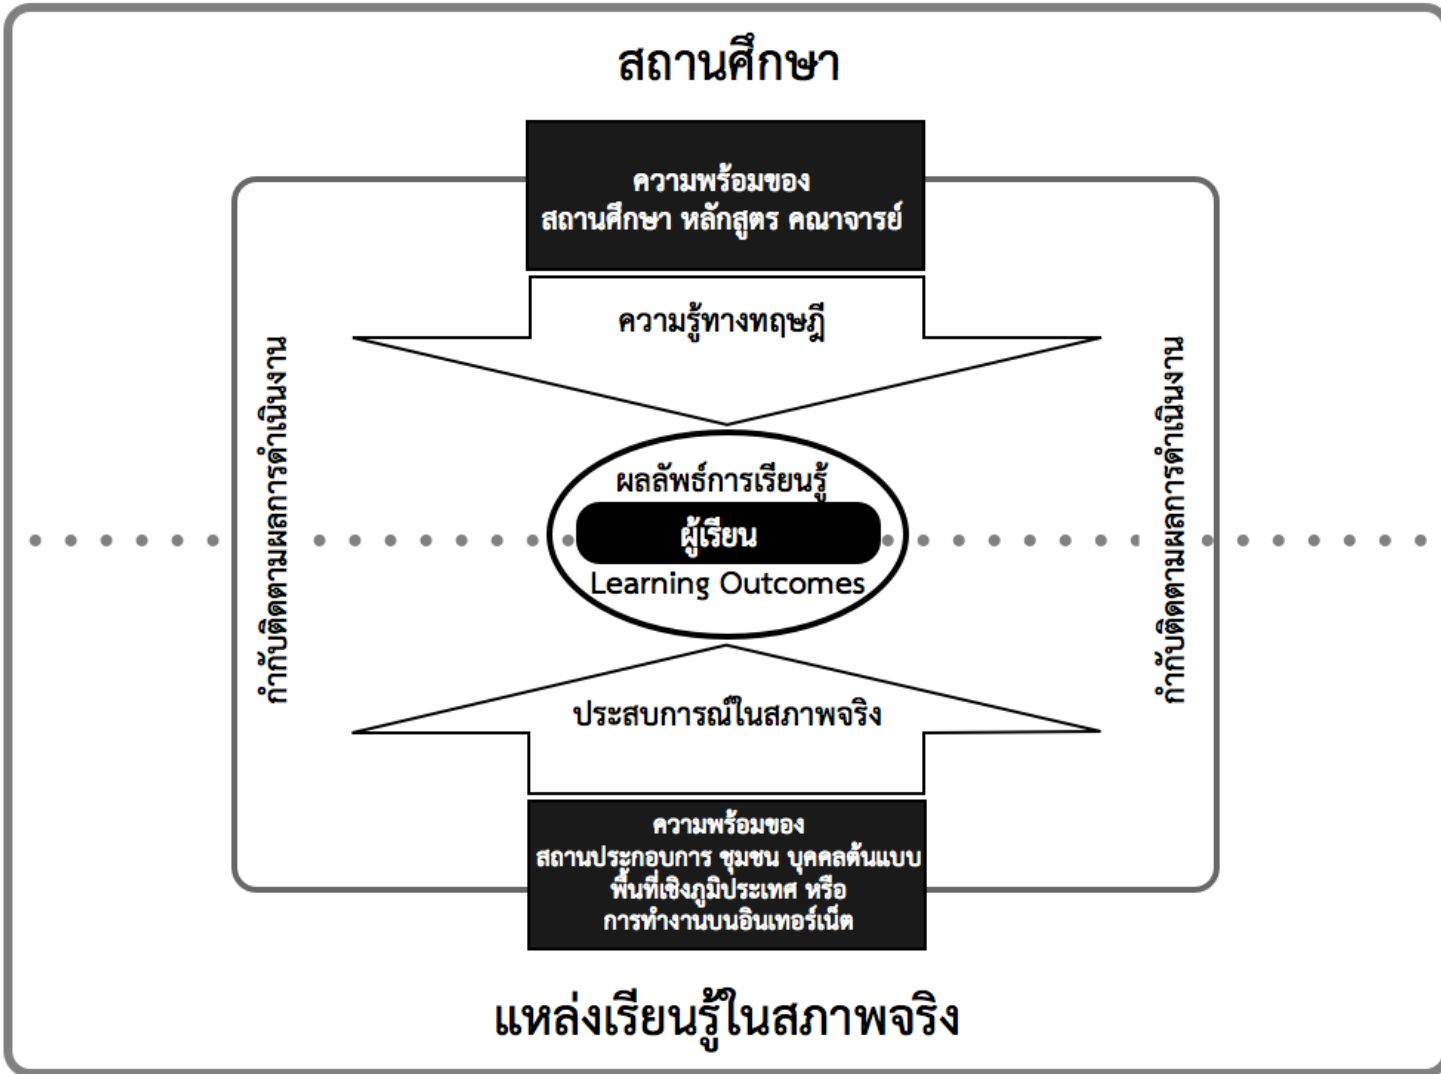 สถานศึกษา
ความพร้อมของ
สถานศึกษา หลักสูตร คณาจารย์
ความรู้ทางทฤษฎี
กำกับติดตามผลการดำเนินงาน
กำกับติดตามผลการดำเนินงาน
ผลลัพธ์การเรียนรู้
ผู้เรียน
Learning Outcomes
ประสบการณ์ในสภาพจริง
ความพร้อมของ
สถานประกอบการ ชุมชน บุคคลต้นแบบ
พื้นที่เชิงภูมิประเทศ หรือ
การทำงานบนอินเทอร์เน็ต
แหล่งเรียนรู้ในสภาพจริง